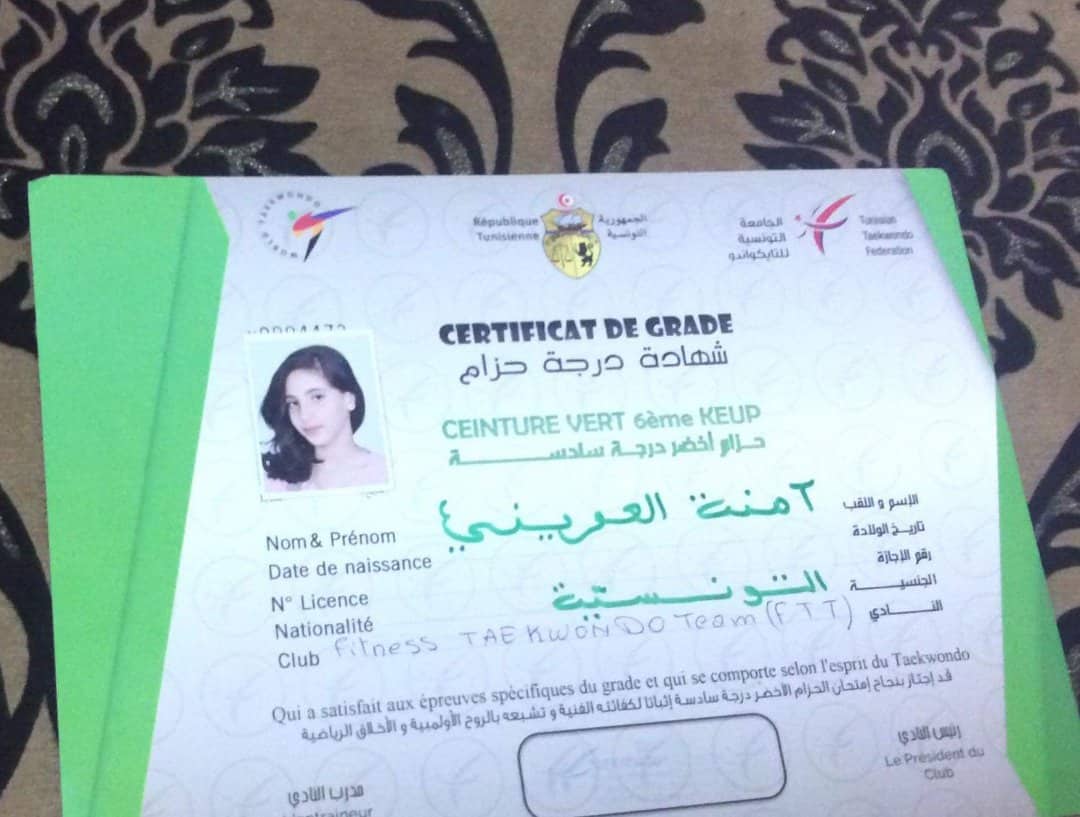 WORLD TAEKWONDO
République
Tunisienne
الجمهورية
التونسية
الجامعة
التونسية
للتايكواندو
Tunisian
Taekwondo
Federation
CERTIFICAT DE GRADE
شهادة درجة حزام
CEINTURE VERT 6ème KEUP
حزام أخضر درجة سادسة
Nom & Prénom آمنة العريني الإسم و اللقب
Date de naissance تاريخ الولادة
N° Licence رقم الإجازة
Nationalité التونسية الجنسية
Club Fitness TAEKWONDO Team (FTT) النادي
Qui a satisfait aux épreuves spécifiques du grade et qui se comporte selon l'esprit du Taekwondo
قد إجتاز بنجاح إمتحان الحزام الأخضر درجة سادسة إثباتا لكفائته الفنية و تشبعه بالروح الأولمبية و الأخلاق الرياضية
رئيس النادي
Le Président du
Club
مدرب النادي